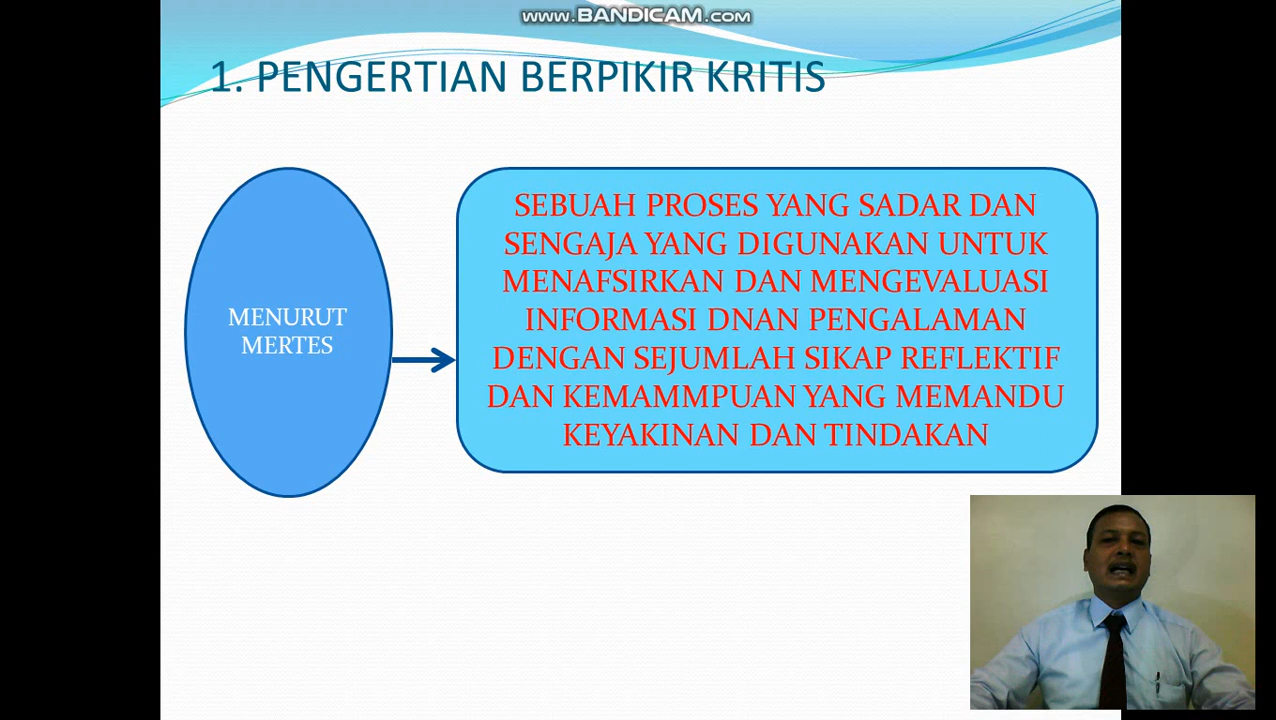 www.BANDICAM.com
1. PENGERTIAN BERPIKIR KRITIS
MENURUT
MERTES
SEBUAH PROSES YANG SADAR DAN
SENGAJA YANG DIGUNAKAN UNTUK
MENAFSIRKAN DAN MENGEVALUASI
INFORMASI DNAN PENGALAMAN
DENGAN SEJUMLAH SIKAP REFLEKTIF
DAN KEMAMMPUAN YANG MEMANDU
KEYAKINAN DAN TINDAKAN